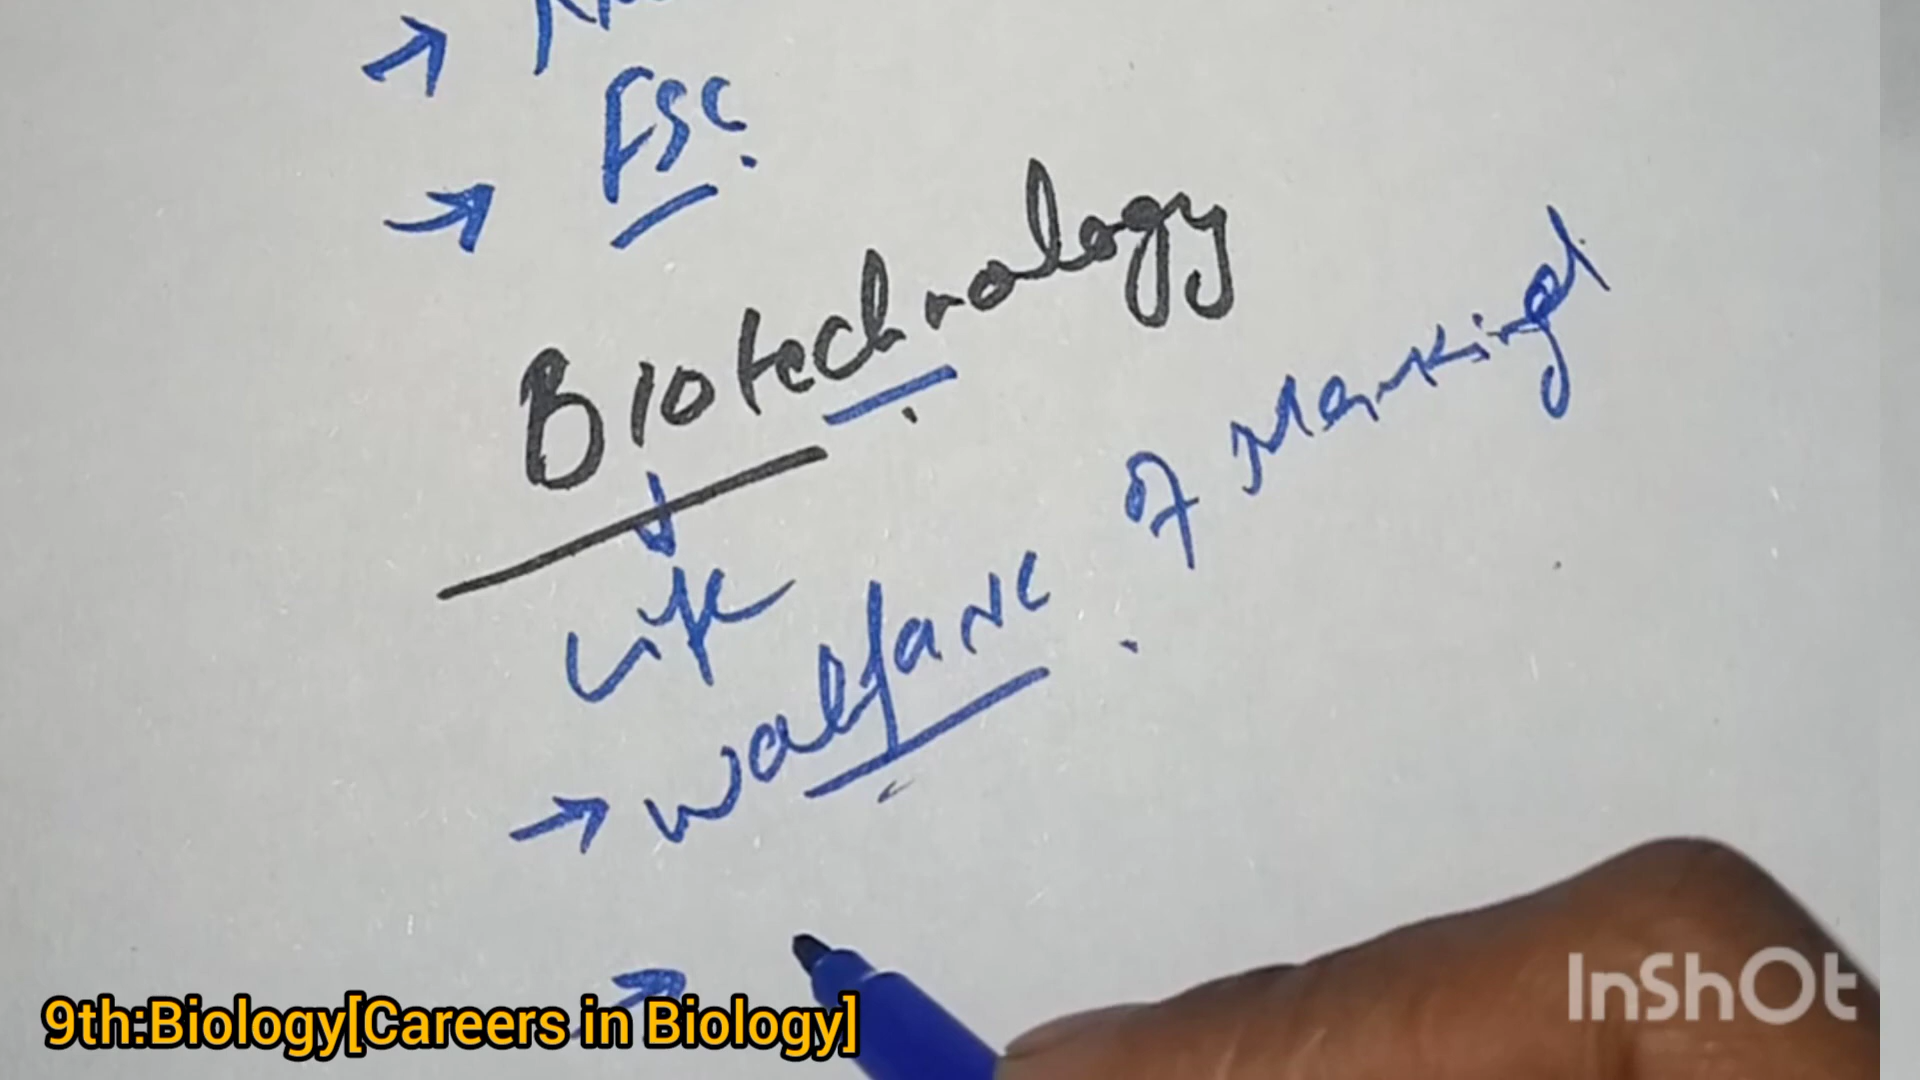 →
→ FSC.
Biotechnology
↓
Life
→ Walfare of Mankind
→
9th:Biology[Careers in Biology]
InShOt